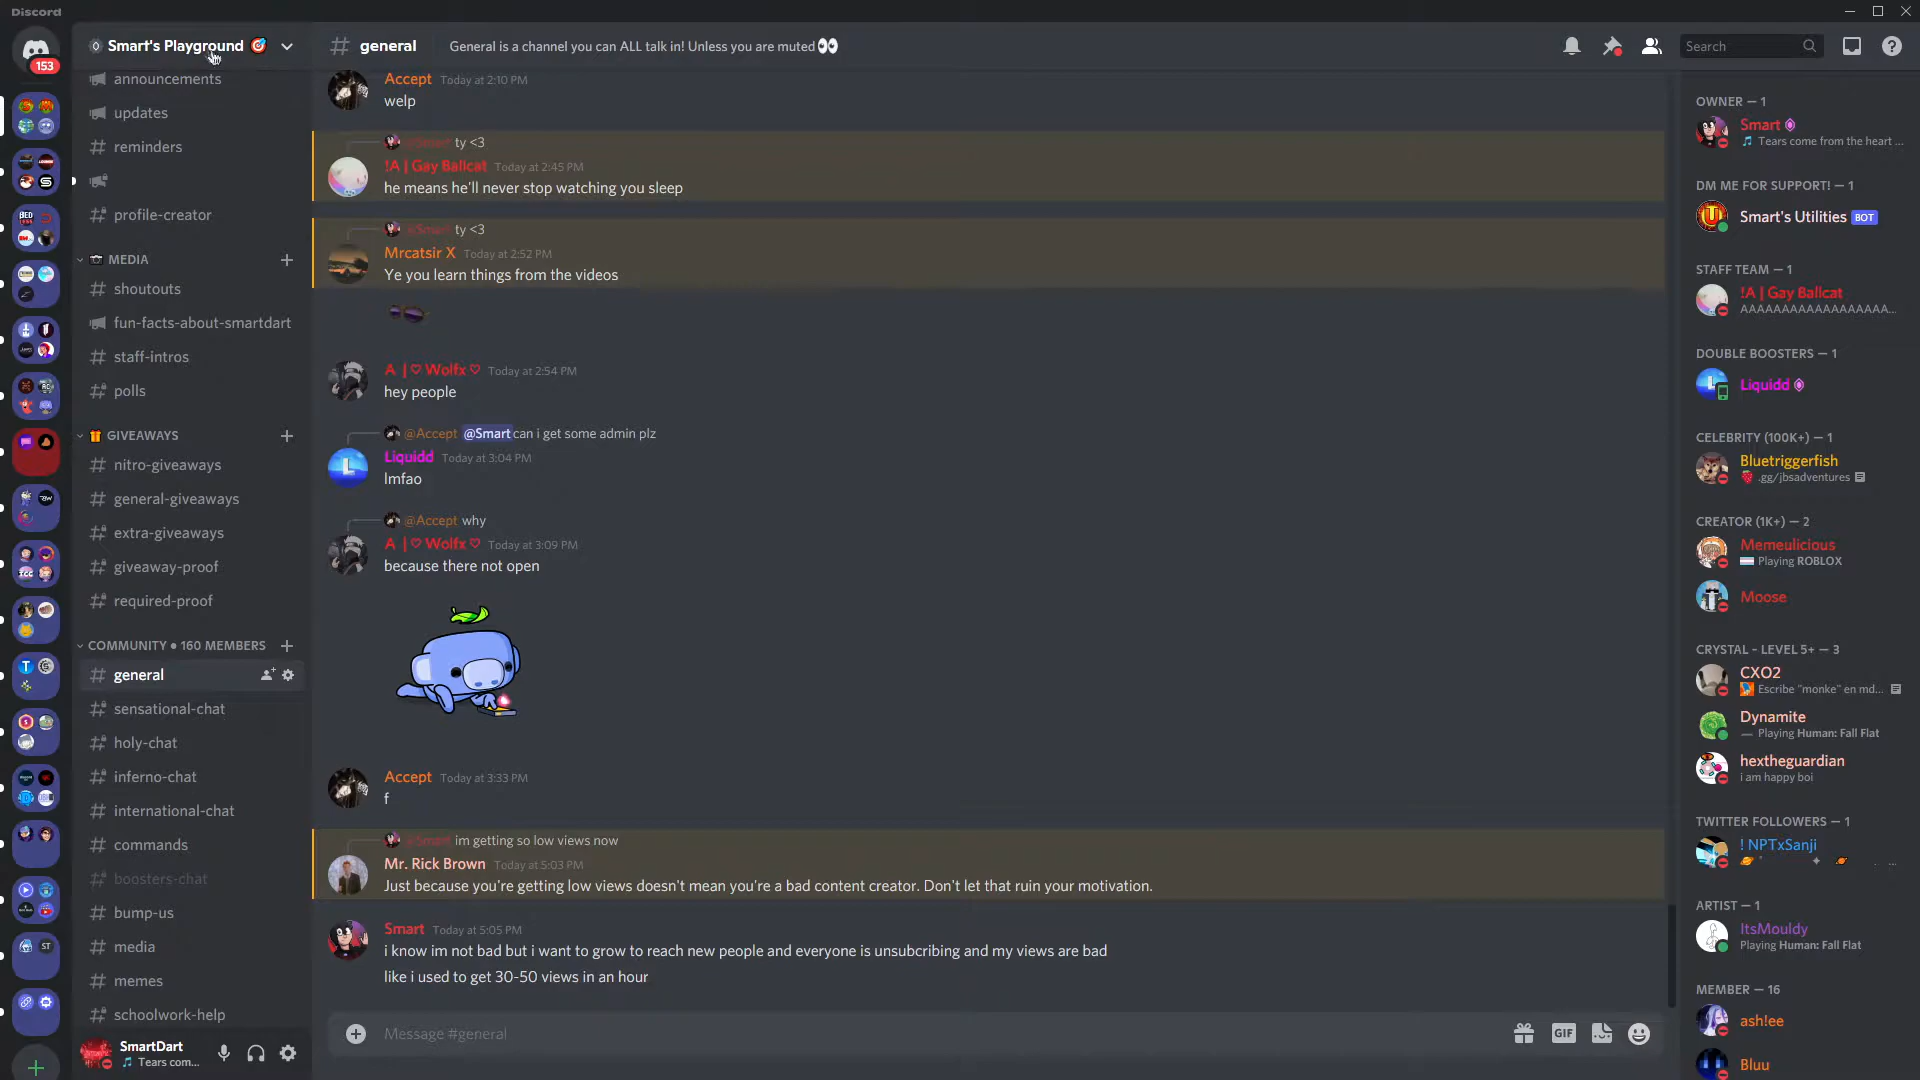 Discord
153
Smart's Playground
announcements
updates
reminders
profile-creator
MEDIA
shoutouts
fun-facts-about-smartdart
staff-intros
polls
GIVEAWAYS
nitro-giveaways
general-giveaways
extra-giveaways
giveaway-proof
required-proof
COMMUNITY • 160 MEMBERS
general
sensational-chat
holy-chat
inferno-chat
international-chat
commands
boosters-chat
bump-us
media
memes
schoolwork-help
SmartDart
Tears com...
general
General is a channel you can ALL talk in! Unless you are muted
Search
Accept Today at 2:10 PM
welp
@Smart ty <3
!A | Gay Ballcat Today at 2:45 PM
he means he'll never stop watching you sleep
@Smart ty <3
Mrcatsir X Today at 2:52 PM
Ye you learn things from the videos
A | ♡ Wolfx ♡ Today at 2:54 PM
hey people
@Accept @Smart can i get some admin plz
Liquidd Today at 3:04 PM
lmfao
@Accept why
A | ♡ Wolfx ♡ Today at 3:09 PM
because there not open
Accept Today at 3:33 PM
f
@Smart im getting so low views now
Mr. Rick Brown Today at 5:03 PM
Just because you're getting low views doesn't mean you're a bad content creator. Don't let that ruin your motivation.
Smart Today at 5:05 PM
i know im not bad but i want to grow to reach new people and everyone is unsubcribing and my views are bad
like i used to get 30-50 views in an hour
Message #general
GIF
OWNER — 1
Smart
Tears come from the heart ...
DM ME FOR SUPPORT! — 1
Smart's Utilities BOT
STAFF TEAM — 1
!A | Gay Ballcat
AAAAAAAAAAAAAAAAA...
DOUBLE BOOSTERS — 1
Liquidd
CELEBRITY (100K+) — 1
Bluetriggerfish
.gg/jbsadventures
CREATOR (1K+) — 2
Memeulicious
Playing ROBLOX
Moose
CRYSTAL - LEVEL 5+ — 3
CXO2
Escribe "monke" en md...
Dynamite
— Playing Human: Fall Flat
hextheguardian
i am happy boi
TWITTER FOLLOWERS — 1
! NPTxSanji
ARTIST — 1
ItsMouldy
Playing Human: Fall Flat
MEMBER — 16
ash!ee
Bluu